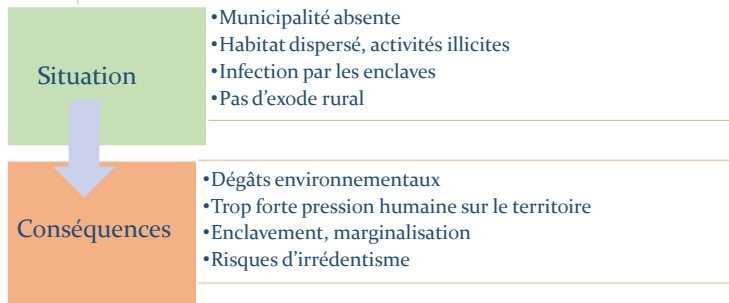 Situation
•Municipalité absente
•Habitat dispersé, activités illicites
•Infection par les enclaves
•Pas d'exode rural
Conséquences
•Dégâts environnementaux
•Trop forte pression humaine sur le territoire
•Enclavement, marginalisation
•Risques d'irrédentisme